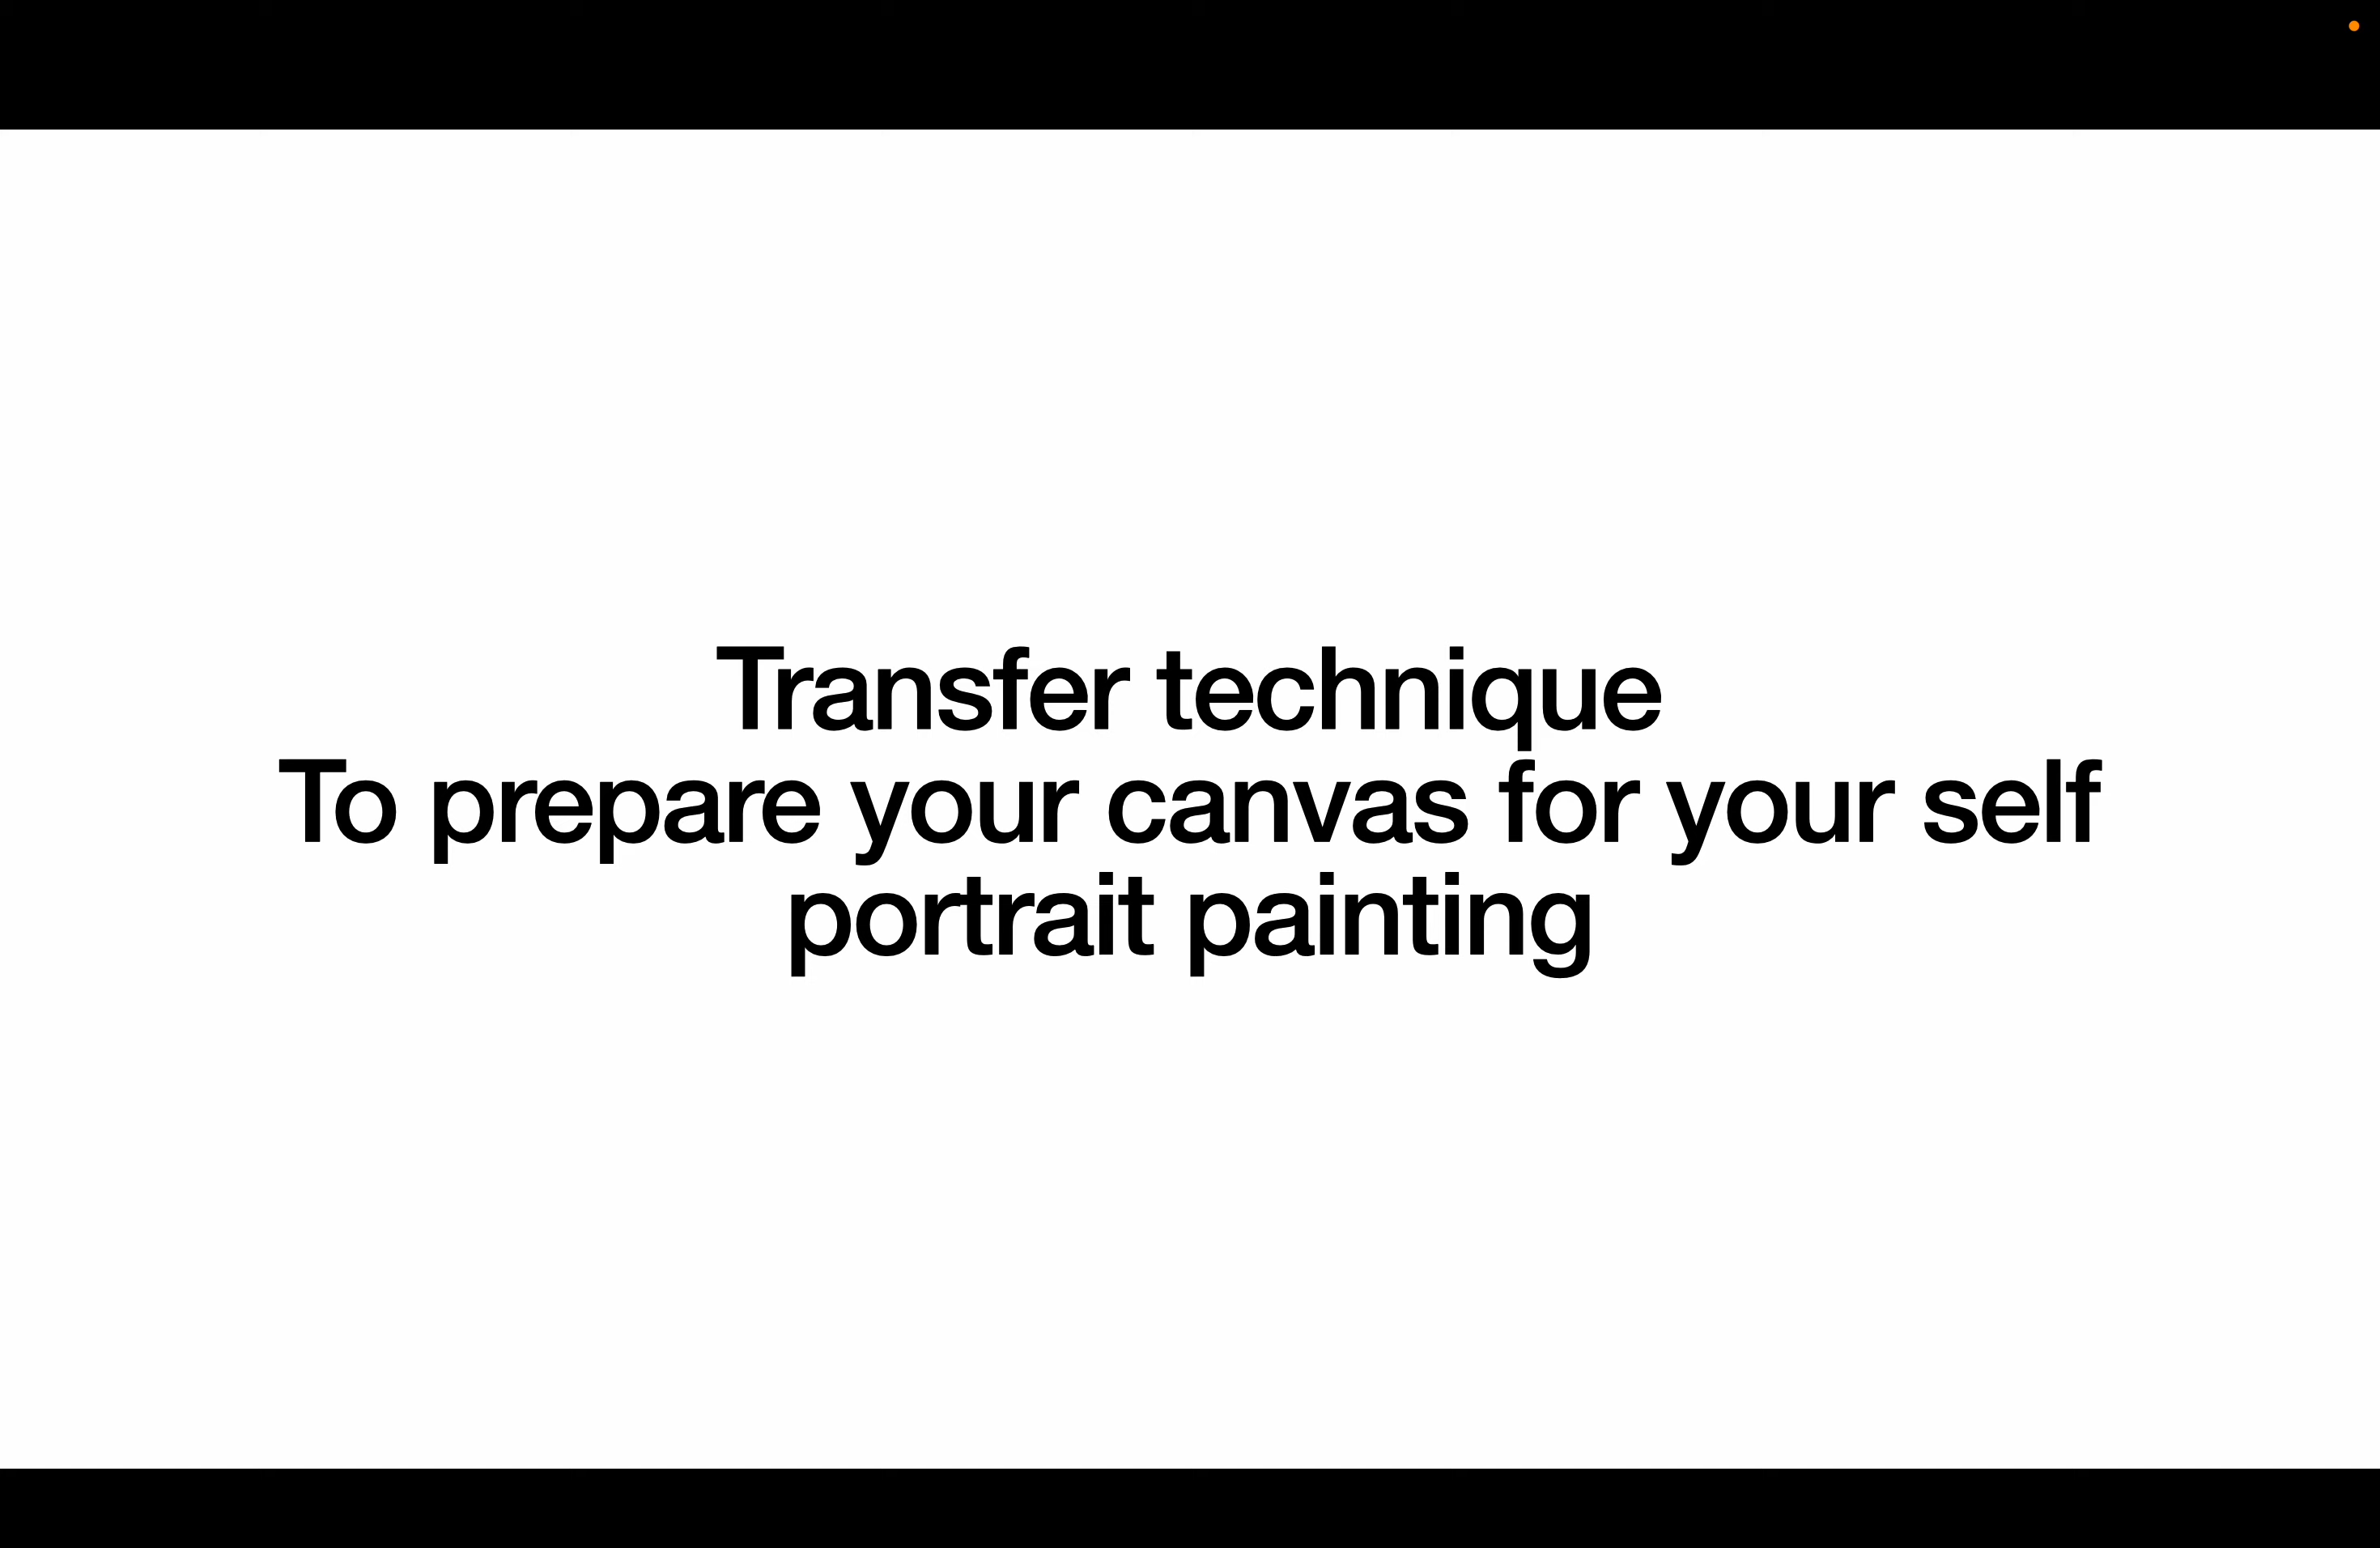 Transfer technique
To prepare your canvas for your self
portrait painting